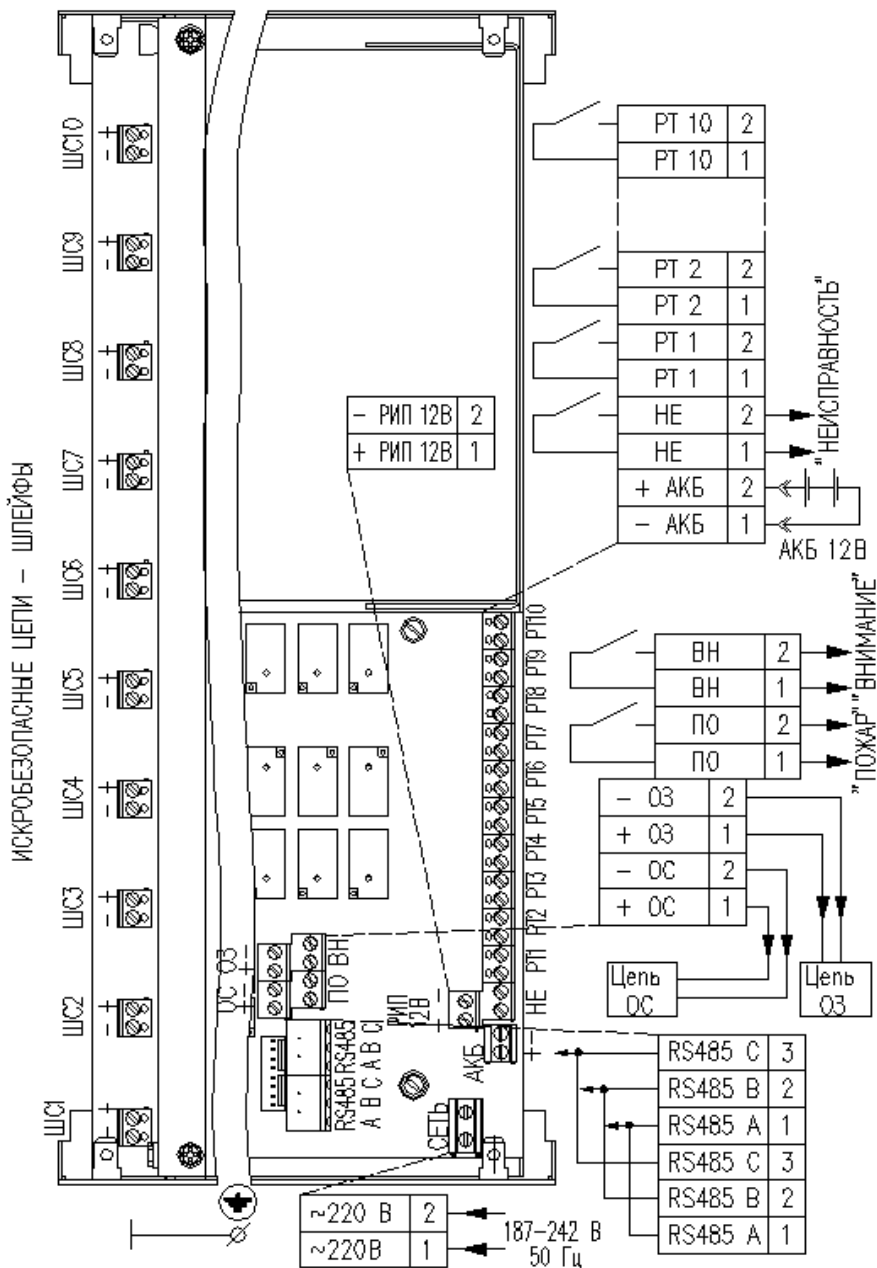 ИСКРОБЕЗОПАСНЫЕ ЦЕПИ – ШЛЕЙФЫ
ШС10
+
–
ШС9
+
–
ШС8
+
–
ШС7
+
–
ШС6
+
–
ШС5
+
–
ШС4
+
–
ШС3
+
–
ШС2
+
–
ШС1
+
–
РТ 10 2
РТ 10 1
РТ 2 2
РТ 2 1
РТ 1 2
РТ 1 1
НЕ 2
НЕ 1
+ АКБ 2
– АКБ 1
"НЕИСПРАВНОСТЬ"
АКБ 12В
– РИП 12В 2
+ РИП 12В 1
ВН 2
ВН 1
ПО 2
ПО 1
"ВНИМАНИЕ"
"ПОЖАР"
– ОЗ 2
+ ОЗ 1
– ОС 2
+ ОС 1
Цепь
ОС
Цепь
ОЗ
РТ10
РТ9
РТ8
РТ7
РТ6
РТ5
РТ4
РТ3
РТ2
РТ1
НЕ
ОС ОЗ
ПО ВН
РИП
12В
АКБ
– +
RS485 RS485
А В С А В С
СЕТЬ
RS485 C 3
RS485 B 2
RS485 A 1
RS485 C 3
RS485 B 2
RS485 A 1
~220 В 2
~220В 1
187–242 В
50 Гц